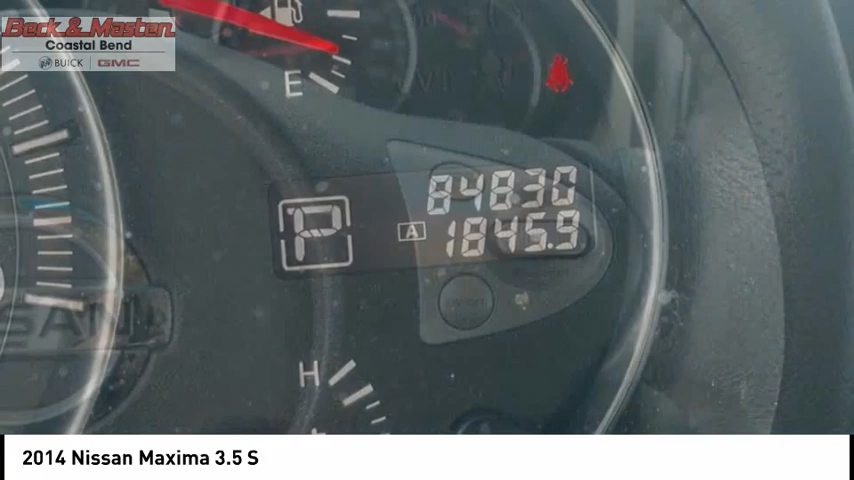 Beck & Masten
Coastal Bend
BUICK | GMC
E
84830
P
A 1845.9
H
2014 Nissan Maxima 3.5 S